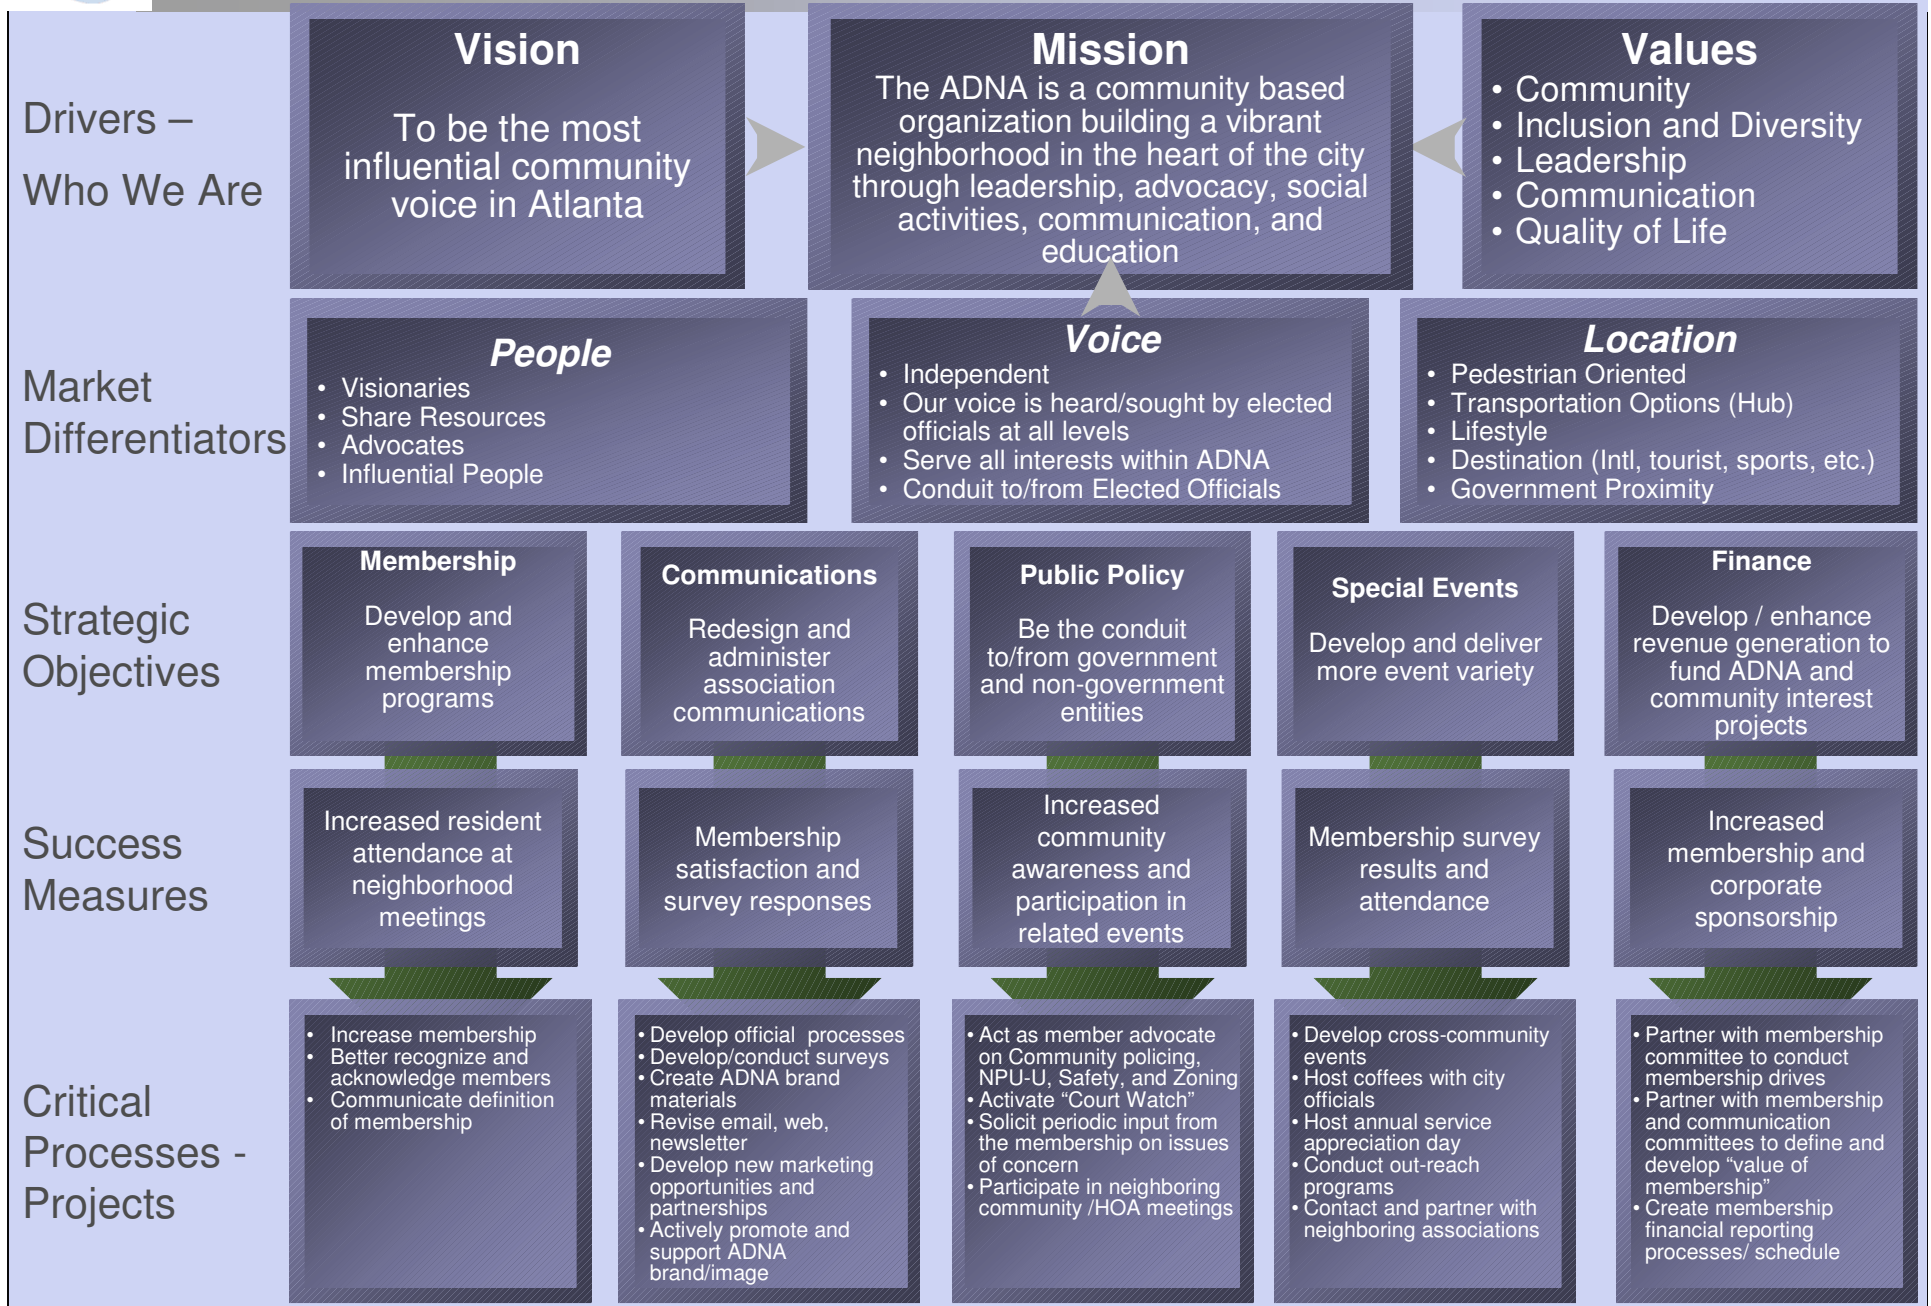 Drivers –
Who We Are
Vision
To be the most
influential community
voice in Atlanta
Mission
The ADNA is a community based
organization building a vibrant
neighborhood in the heart of the city
through leadership, advocacy, social
activities, communication, and
education
Values
• Community
• Inclusion and Diversity
• Leadership
• Communication
• Quality of Life
Market
Differentiators
People
• Visionaries
• Share Resources
• Advocates
• Influential People
Voice
• Independent
• Our voice is heard/sought by elected
officials at all levels
• Serve all interests within ADNA
• Conduit to/from Elected Officials
Location
• Pedestrian Oriented
• Transportation Options (Hub)
• Lifestyle
• Destination (Intl, tourist, sports, etc.)
• Government Proximity
Strategic
Objectives
Membership
Develop and
enhance
membership
programs
Communications
Redesign and
administer
association
communications
Public Policy
Be the conduit
to/from government
and non-government
entities
Special Events
Develop and deliver
more event variety
Finance
Develop / enhance
revenue generation to
fund ADNA and
community interest
projects
Success
Measures
Increased resident
attendance at
neighborhood
meetings
Membership
satisfaction and
survey responses
Increased
community
awareness and
participation in
related events
Membership survey
results and
attendance
Increased
membership and
corporate
sponsorship
Critical
Processes -
Projects
• Increase membership
• Better recognize and
acknowledge members
• Communicate definition
of membership
• Develop official processes
• Develop/conduct surveys
• Create ADNA brand
materials
• Revise email, web,
newsletter
• Develop new marketing
opportunities and
partnerships
• Actively promote and
support ADNA
brand/image
• Act as member advocate
on Community policing,
NPU-U, Safety, and Zoning
• Activate “Court Watch”
• Solicit periodic input from
the membership on issues
of concern
• Participate in neighboring
community /HOA meetings
• Develop cross-community
events
• Host coffees with city
officials
• Host annual service
appreciation day
• Conduct out-reach
programs
• Contact and partner with
neighboring associations
• Partner with membership
committee to conduct
membership drives
• Partner with membership
and communication
committees to define and
develop “value of
membership”
• Create membership
financial reporting
processes/ schedule